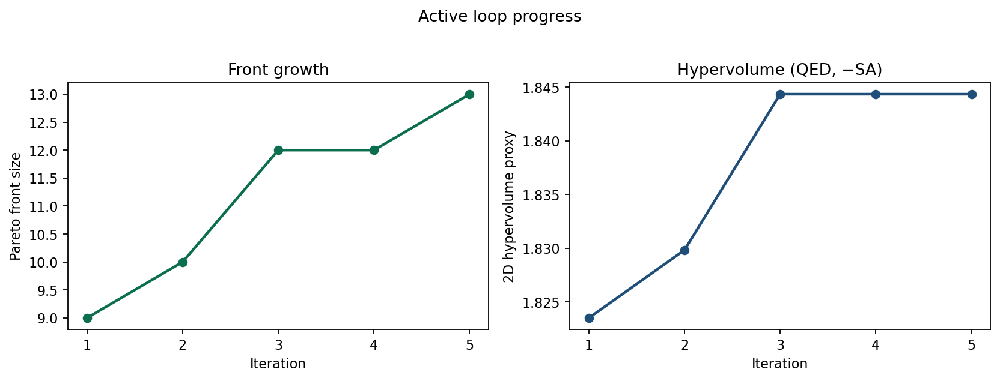 Active loop progress
Front growth
Pareto front size
13.0
12.5
12.0
11.5
11.0
10.5
10.0
9.5
9.0
1 2 3 4 5
Iteration
Hypervolume (QED, −SA)
2D hypervolume proxy
1.845
1.840
1.835
1.830
1.825
1 2 3 4 5
Iteration